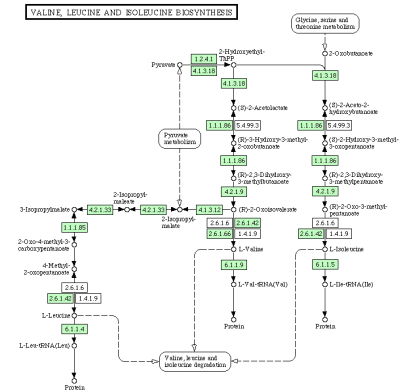 VALINE, LEUCINE AND ISOLEUCINE BIOSYNTHESIS
Glycine, serine and
threonine metabolism
2-Hydroxyethyl-
ThPP
1.2.4.1
4.1.3.18
Pyruvate
2-Oxobutanoate
4.1.3.18
4.1.3.18
(S)-2-Acetolactate
(S)-2-Aceto-2-
hydroxybutanoate
1.1.1.86
5.4.99.3
1.1.1.86
5.4.99.3
Pyruvate
metabolism
(R)-3-Hydroxy-3-methyl-
2-oxobutanoate
(R)-2-Hydroxy-3-methyl-
3-oxopentanoate
1.1.1.86
1.1.1.86
(R)-2,3-Dihydroxy-
3-methylbutanoate
(R)-2,3-Dihydroxy-
3-methylpentanoate
4.2.1.9
4.2.1.9
2-Isopropyl-
maleate
3-Isopropylmalate
4.2.1.33
4.2.1.33
4.1.3.12
2-Isopropyl-
malate
(R)-2-Oxoisovalerate
(R)-2-Oxo-3-methyl-
pentanoate
1.1.1.85
2.6.1.6
2.6.1.42
2.6.1.66
1.4.1.9
2.6.1.6
2.6.1.42
1.4.1.9
2-Oxo-4-methyl-3-
carboxypentanoate
L-Valine
L-Isoleucine
4-Methyl-
2-oxopentanoate
6.1.1.9
6.1.1.5
2.6.1.6
2.6.1.42
1.4.1.9
L-Val-tRNA(Val)
L-Ile-tRNA(Ile)
L-Leucine
Protein
Protein
6.1.1.4
L-Leu-tRNA(Leu)
Valine, leucine and
isoleucine degradation
Protein